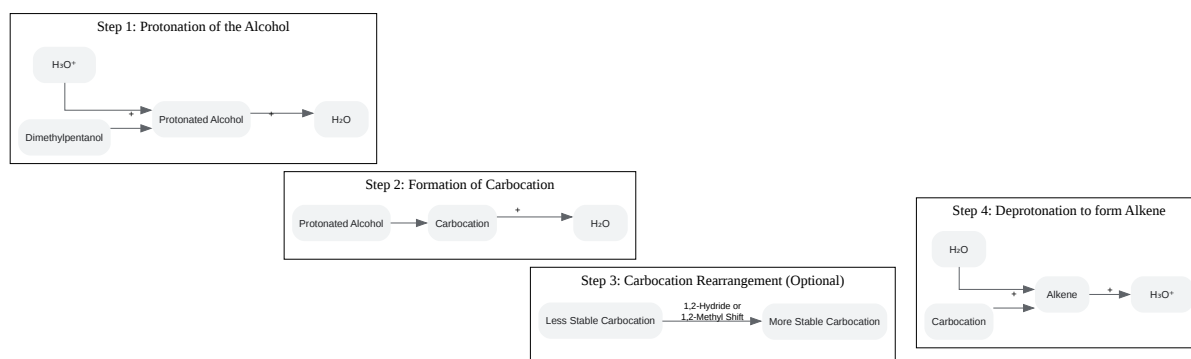 Step 1: Protonation of the Alcohol
H₃O⁺
+
Protonated Alcohol
+
H₂O
Dimethylpentanol
Step 2: Formation of Carbocation
Protonated Alcohol
Carbocation
+
H₂O
Step 3: Carbocation Rearrangement (Optional)
Less Stable Carbocation
1,2-Hydride or
1,2-Methyl Shift
More Stable Carbocation
Step 4: Deprotonation to form Alkene
H₂O
+
Alkene
+
H₃O⁺
Carbocation